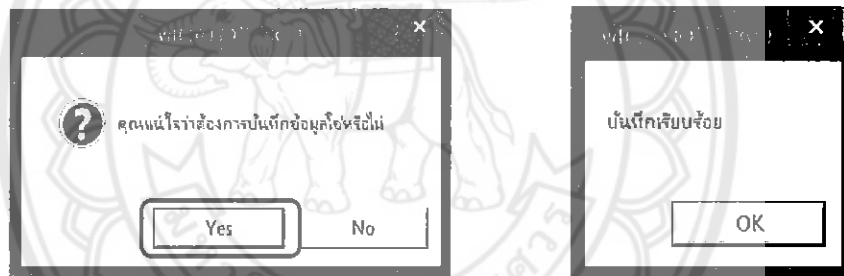 คุณแน่ใจว่าต้องการบันทึกข้อมูลใช่หรือไม่
Yes
No
บันทึกเรียบร้อย
OK